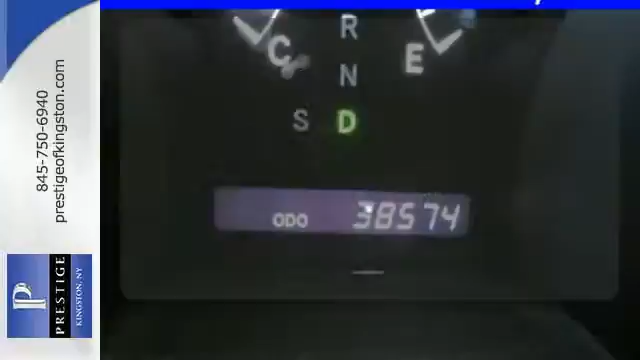 845-750-6940
prestigeofkingston.com
P
PRESTIGE
KINGSTON, NY
C
E
R
N
S D
ODO 38574